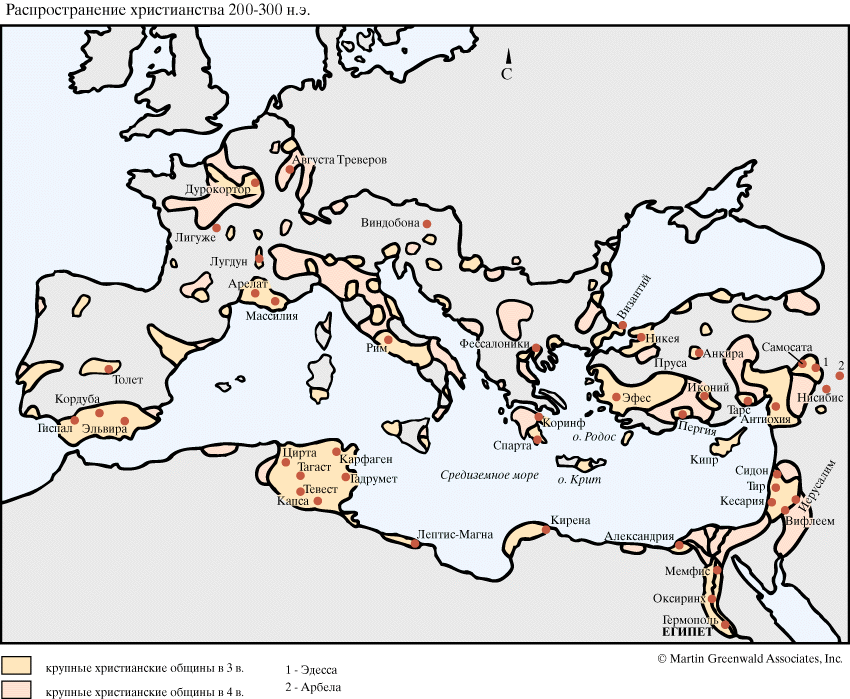 Распространение христианства 200-300 н.э.
С
Августа Треверов
Дурокортор
Виндобона
Лигуже
Лугдун
Арелат
Массилия
Византий
Никея
Фессалоники
Рим
Пруса
Анкира
Самосата
1
2
Нисибис
Толет
Кордуба
Гиспал
Эльвира
Эфес
Иконий
Тарс
Антиохия
Пергия
Коринф
Спарта
о. Родос
Кипр
о. Крит
Средиземное море
Цирта
Карфаген
Тагаст
Гадрумет
Тевест
Капса
Сидон
Тир
Кесария
Иерусалим
Вифлеем
Лептис-Магна
Кирена
Александрия
Мемфис
Оксиринх
Гермополь
ЕГИПЕТ
© Martin Greenwald Associates, Inc.
крупные христианские общины в 3 в.
крупные христианские общины в 4 в.
1 - Эдесса
2 - Арбела